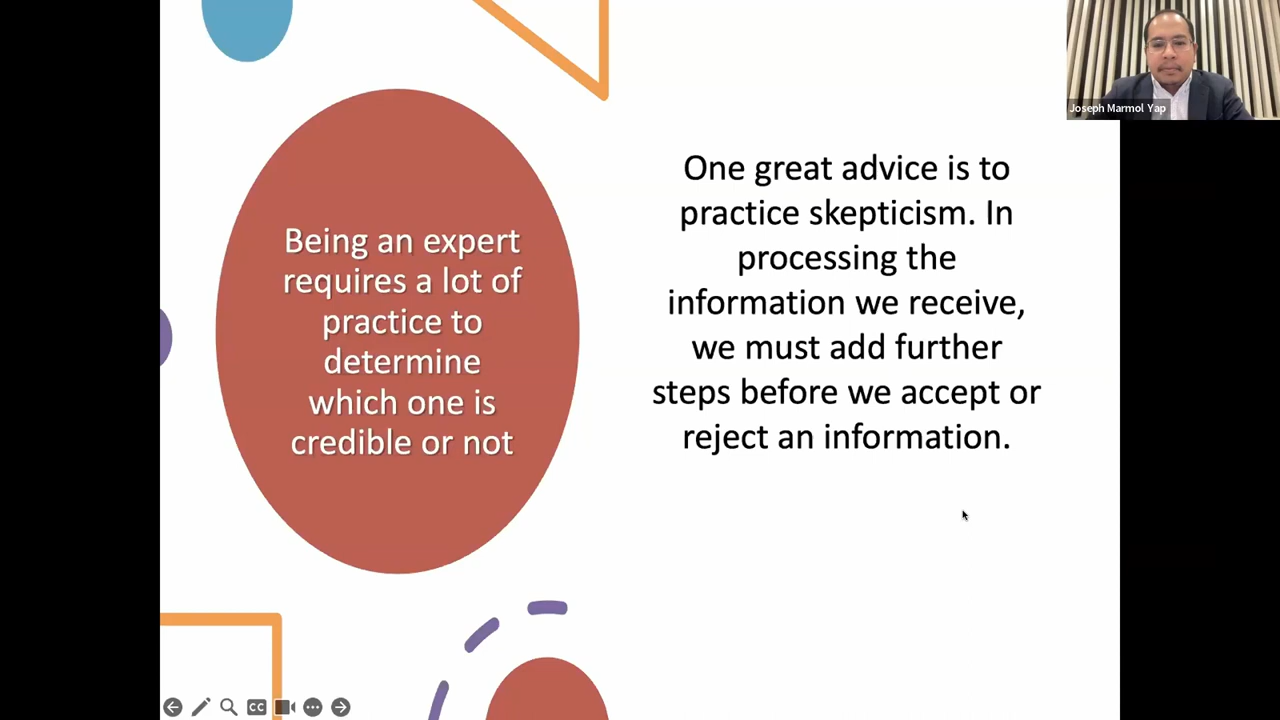 Joseph Marmol Yap
Being an expert
requires a lot of
practice to
determine
which one is
credible or not
One great advice is to
practice skepticism. In
processing the
information we receive,
we must add further
steps before we accept or
reject an information.
CC